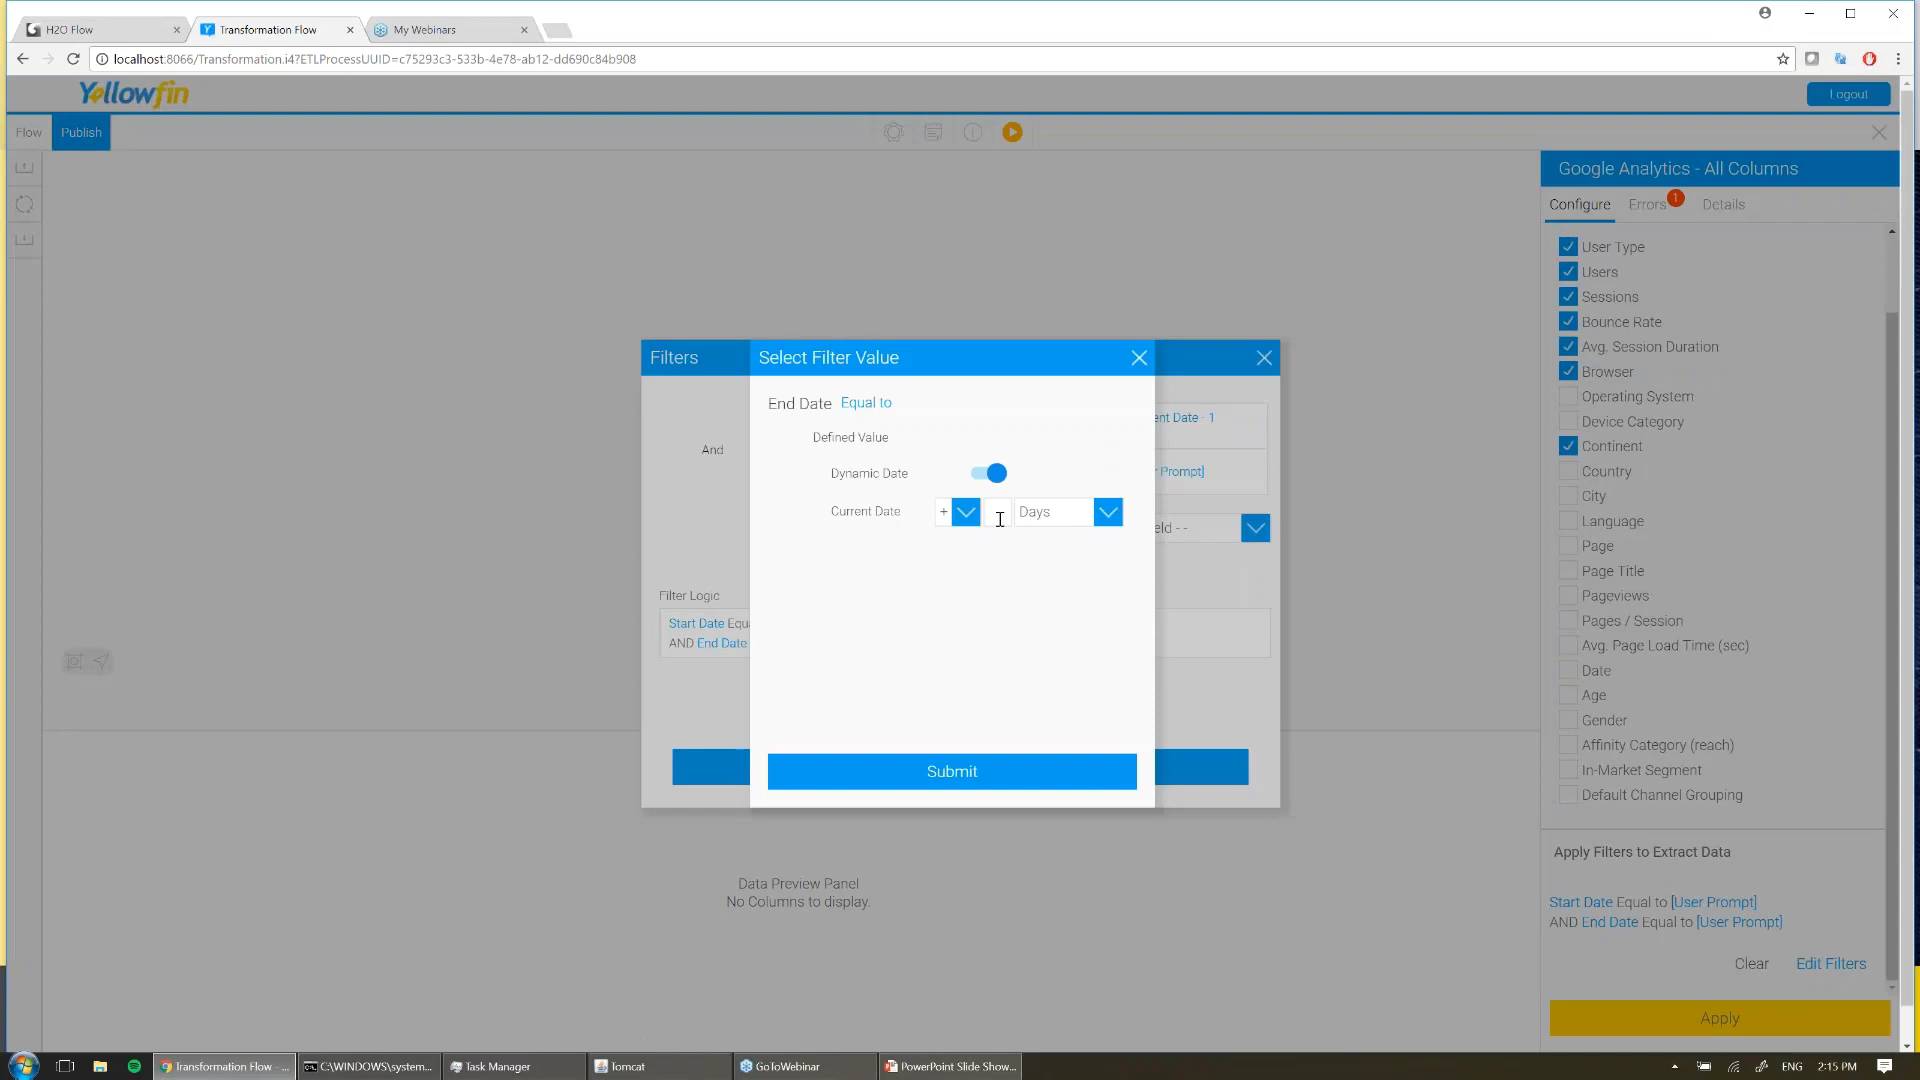 H2O Flow
Transformation Flow
My Webinars
localhost:8066/Transformation.i4?ETLProcessUUID=c75293c3-533b-4e78-ab12-dd690c84b908
Yellowfin
Logout
Flow
Publish
Google Analytics - All Columns
Configure
Errors
1
Details
User Type
Users
Sessions
Bounce Rate
Avg. Session Duration
Browser
Operating System
Device Category
Continent
Country
City
Language
Page
Page Title
Pageviews
Pages / Session
Avg. Page Load Time (sec)
Date
Age
Gender
Affinity Category (reach)
In-Market Segment
Default Channel Grouping
Apply Filters to Extract Data
Start Date Equal to [User Prompt]
AND End Date Equal to [User Prompt]
Clear
Edit Filters
Apply
Filters
And
ent Date - 1
r Prompt]
eld - -
Filter Logic
Start Date Equa
AND End Date
Select Filter Value
End Date Equal to
Defined Value
Dynamic Date
Current Date
+
Days
Submit
Data Preview Panel
No Columns to display.
Transformation Flow - ...
C:\WINDOWS\system...
Task Manager
Tomcat
GoToWebinar
PowerPoint Slide Show...
ENG
2:15 PM